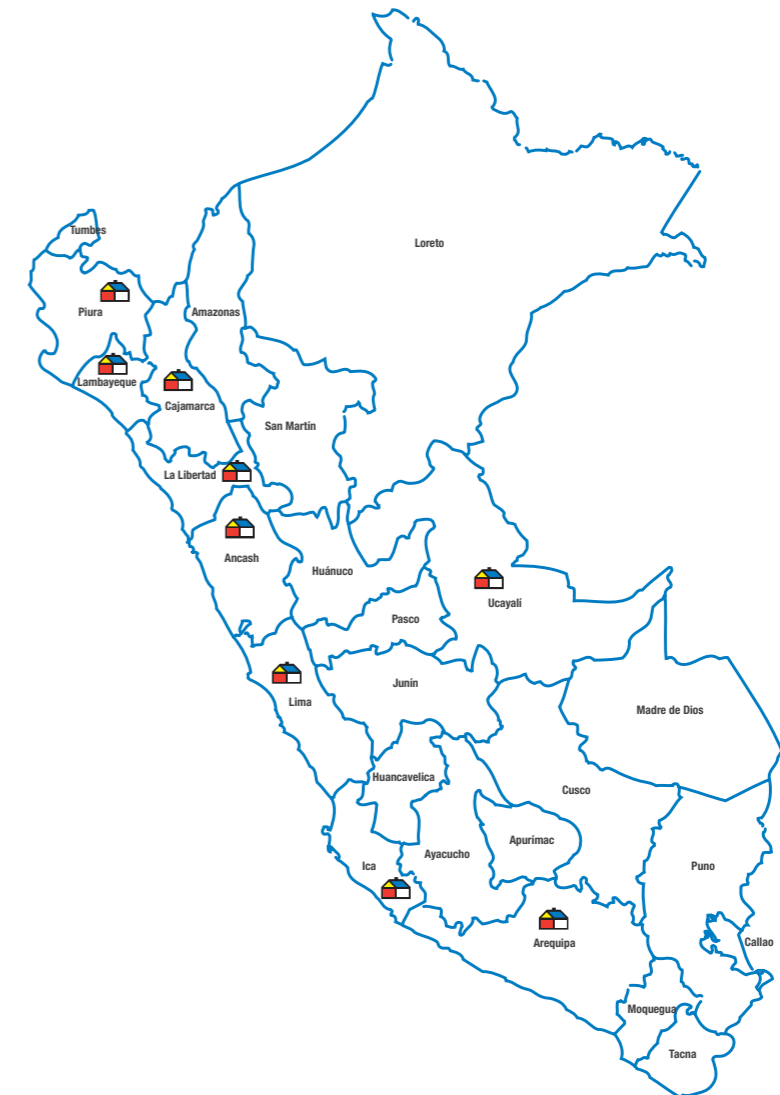 Loreto
Tumbes
Piura
Amazonas
Lambayeque
Cajamarca
San Martín
La Libertad
Ancash
Huánuco
Ucayali
Pasco
Junín
Lima
Madre de Dios
Huancavelica
Cusco
Apurímac
Ayacucho
Ica
Puno
Arequipa
Callao
Moquegua
Tacna